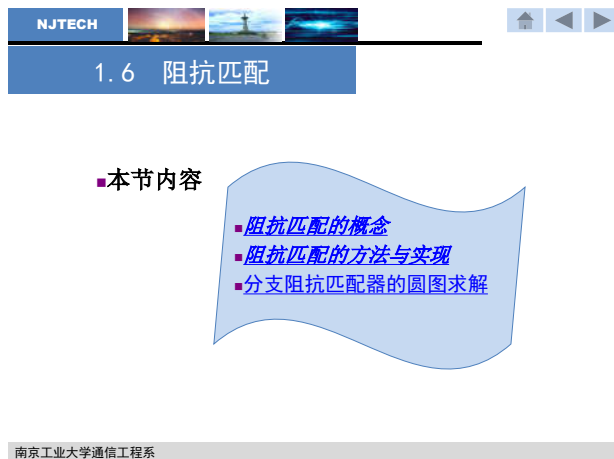 NJTECH
1.6 阻抗匹配
本节内容
阻抗匹配的概念
阻抗匹配的方法与实现
分支阻抗匹配器的圆图求解
南京工业大学通信工程系